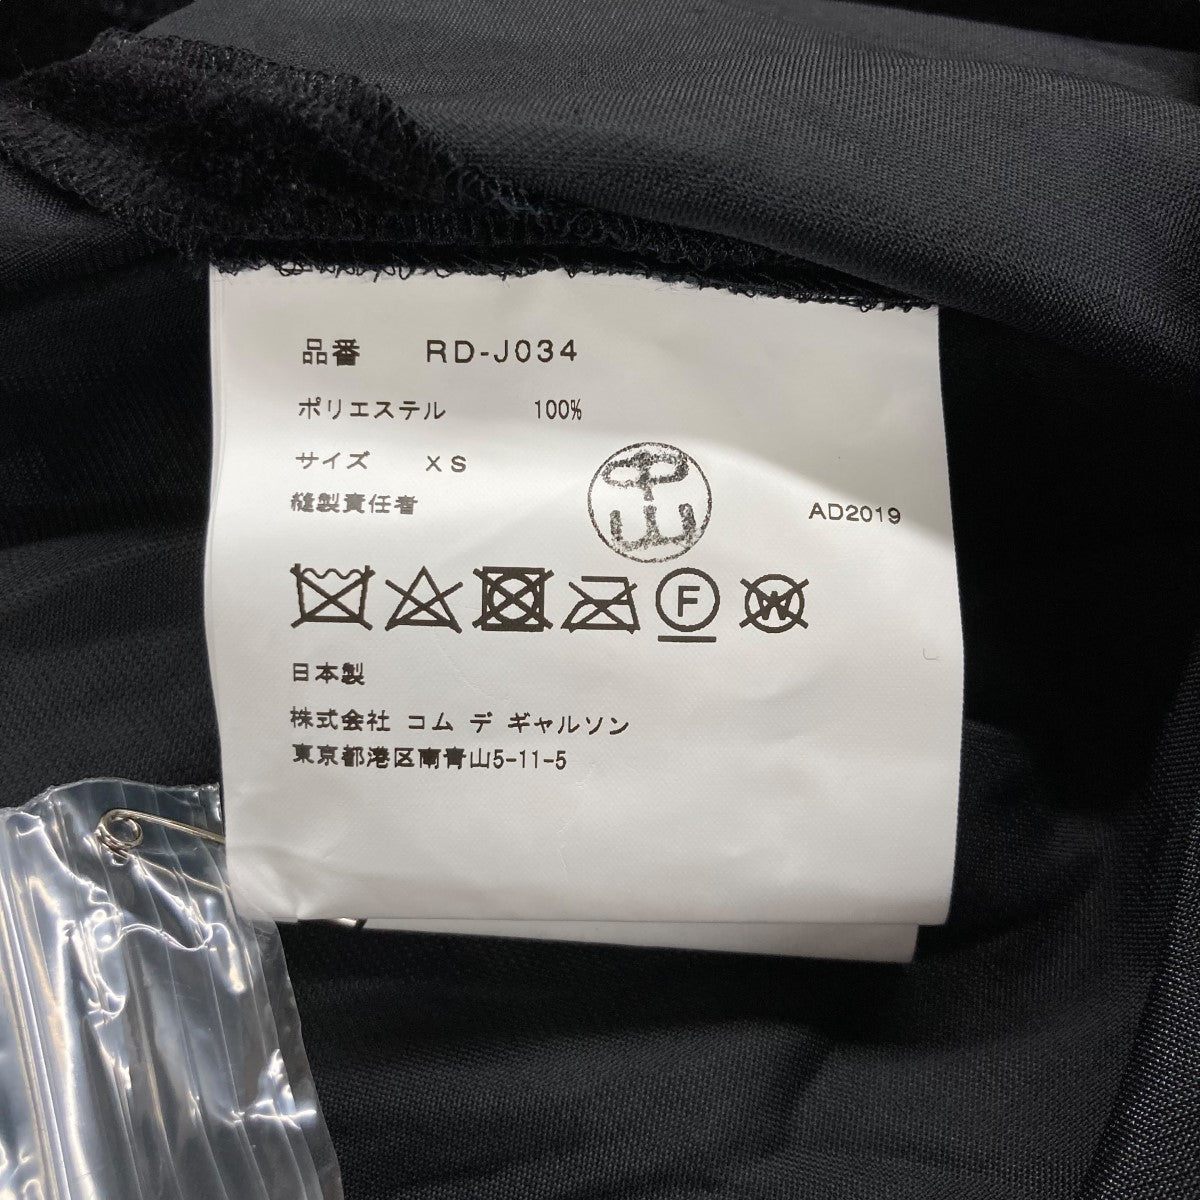 品番 RD-J034
ポリエステル 100%
サイズ XS
縫製責任者 中山 AD2019
F W
日本製
株式会社 コム デ ギャルソン
東京都港区南青山5-11-5